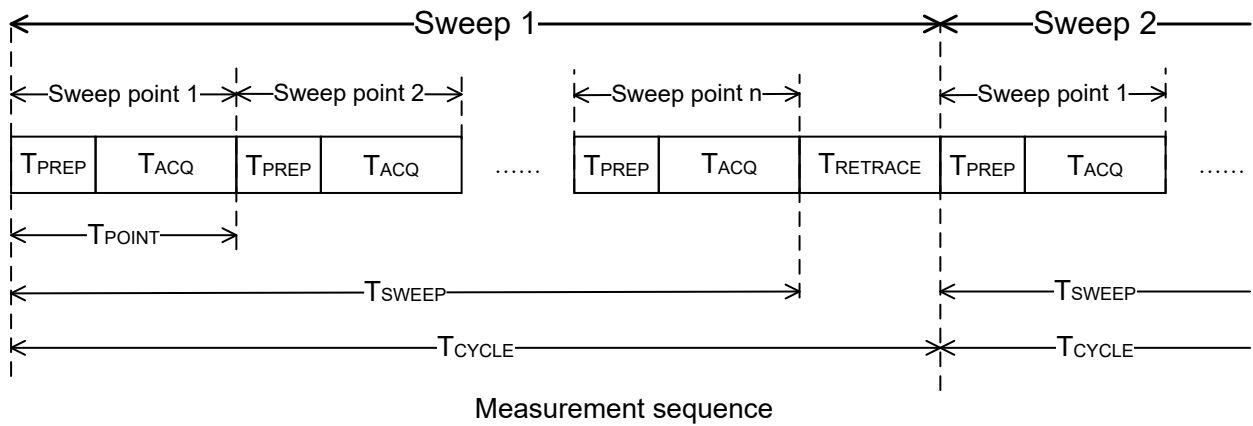 Sweep 1 Sweep 2
Sweep point 1 Sweep point 2 Sweep point n Sweep point 1
TPREP TACQ TPREP TACQ ...... TPREP TACQ TRETRACE TPREP TACQ ......
TPOINT
TSWEEP TSWEEP
TCYCLE TCYCLE
Measurement sequence